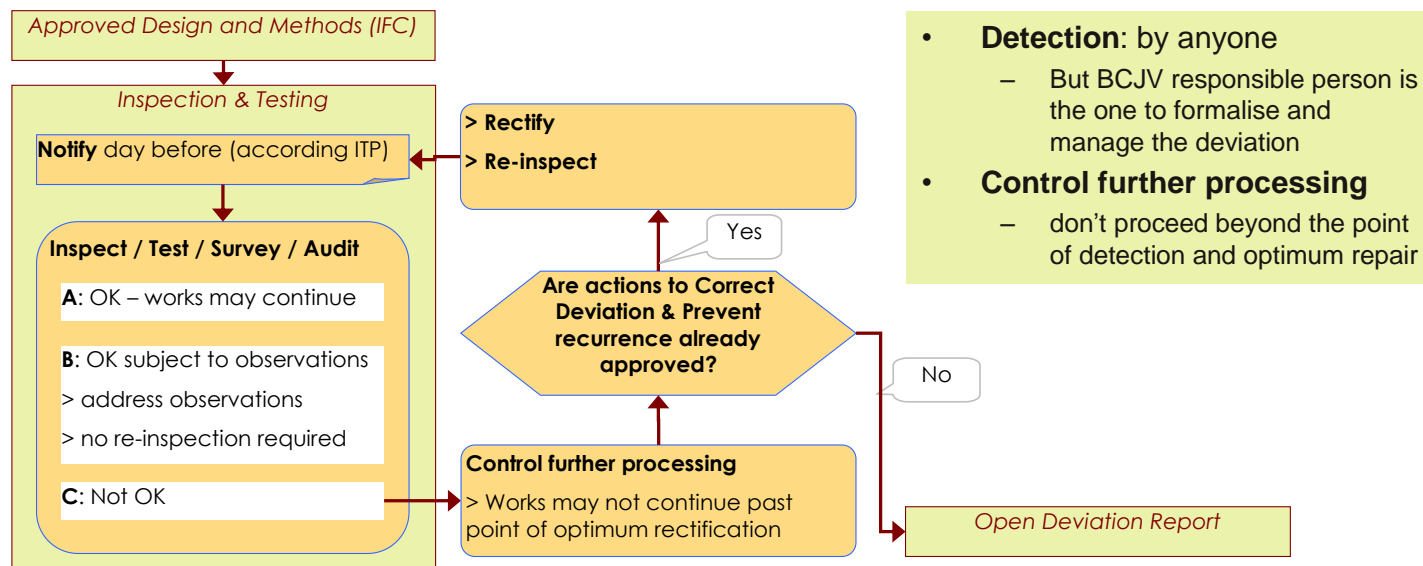 Approved Design and Methods (IFC)
Inspection & Testing
Notify day before (according ITP)
Inspect / Test / Survey / Audit
A: OK – works may continue
B: OK subject to observations
> address observations
> no re-inspection required
C: Not OK
> Rectify
> Re-inspect
Yes
Are actions to Correct
Deviation & Prevent
recurrence already
approved?
No
Control further processing
> Works may not continue past
point of optimum rectification
Open Deviation Report
• Detection: by anyone
– But BCJV responsible person is
the one to formalise and
manage the deviation
• Control further processing
– don’t proceed beyond the point
of detection and optimum repair